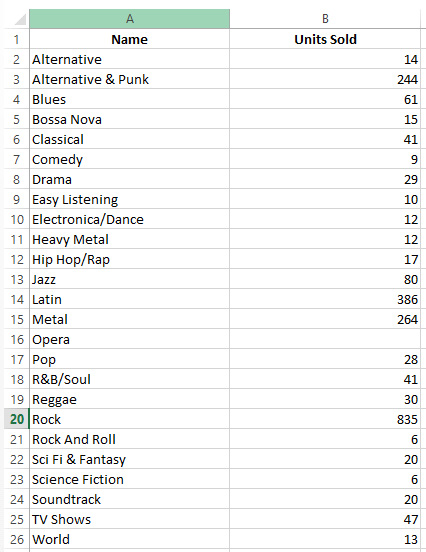 A B
1 Name Units Sold
2 Alternative 14
3 Alternative & Punk 244
4 Blues 61
5 Bossa Nova 15
6 Classical 41
7 Comedy 9
8 Drama 29
9 Easy Listening 10
10 Electronica/Dance 12
11 Heavy Metal 12
12 Hip Hop/Rap 17
13 Jazz 80
14 Latin 386
15 Metal 264
16 Opera
17 Pop 28
18 R&B/Soul 41
19 Reggae 30
20 Rock 835
21 Rock And Roll 6
22 Sci Fi & Fantasy 20
23 Science Fiction 6
24 Soundtrack 20
25 TV Shows 47
26 World 13